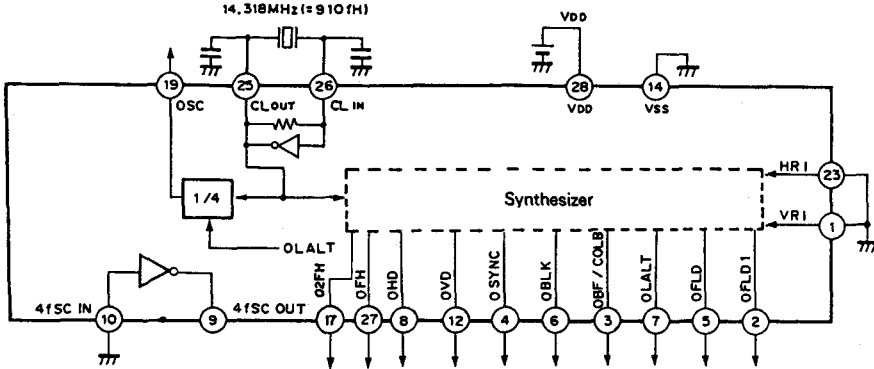 14,318MHz(=910fH)
VDD
19
25
26
28
14
OSC
CLOUT
CLIN
VDD
VSS
HRI
23
1/4
Synthesizer
VRI
1
OLALT
O2FH
OFH
OHD
OVD
OSYNC
OBLK
OBF/COLB
OLALT
OFLD
OFLD1
4fSC IN
4fSC OUT
10
9
17
27
8
12
4
6
3
7
5
2